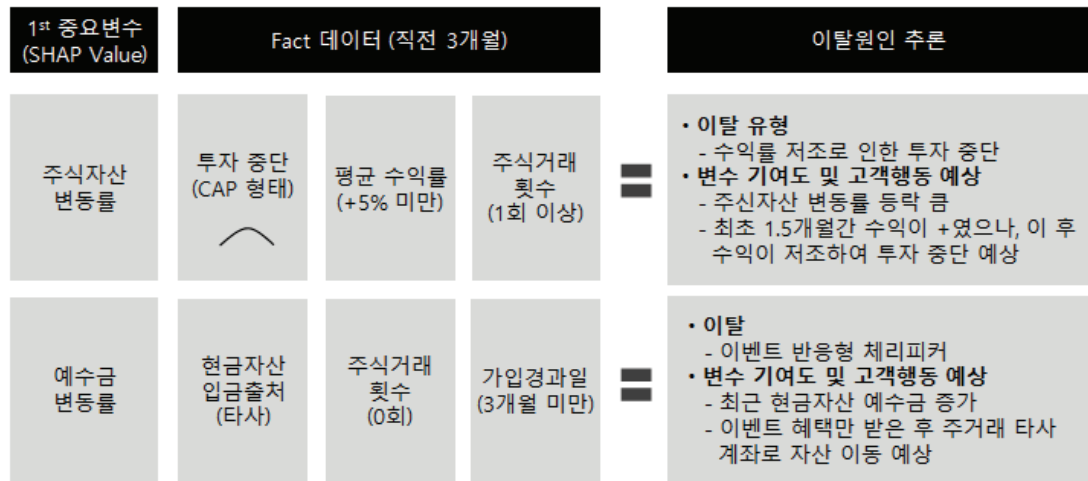 1st 중요변수
(SHAP Value)
Fact 데이터 (직전 3개월)
이탈원인 추론
주식자산
변동률
투자 중단
(CAP 형태)
평균 수익률
(+5% 미만)
주식거래
횟수
(1회 이상)
• 이탈 유형
- 수익률 저조로 인한 투자 중단
• 변수 기여도 및 고객행동 예상
- 주신자산 변동률 등락 큼
- 최초 1.5개월간 수익이 +였으나, 이 후
수익이 저조하여 투자 중단 예상
예수금
변동률
현금자산
입금출처
(타사)
주식거래
횟수
(0회)
가입경과일
(3개월 미만)
• 이탈
- 이벤트 반응형 체리피커
• 변수 기여도 및 고객행동 예상
- 최근 현금자산 예수금 증가
- 이벤트 혜택만 받은 후 주거래 타사
계좌로 자산 이동 예상